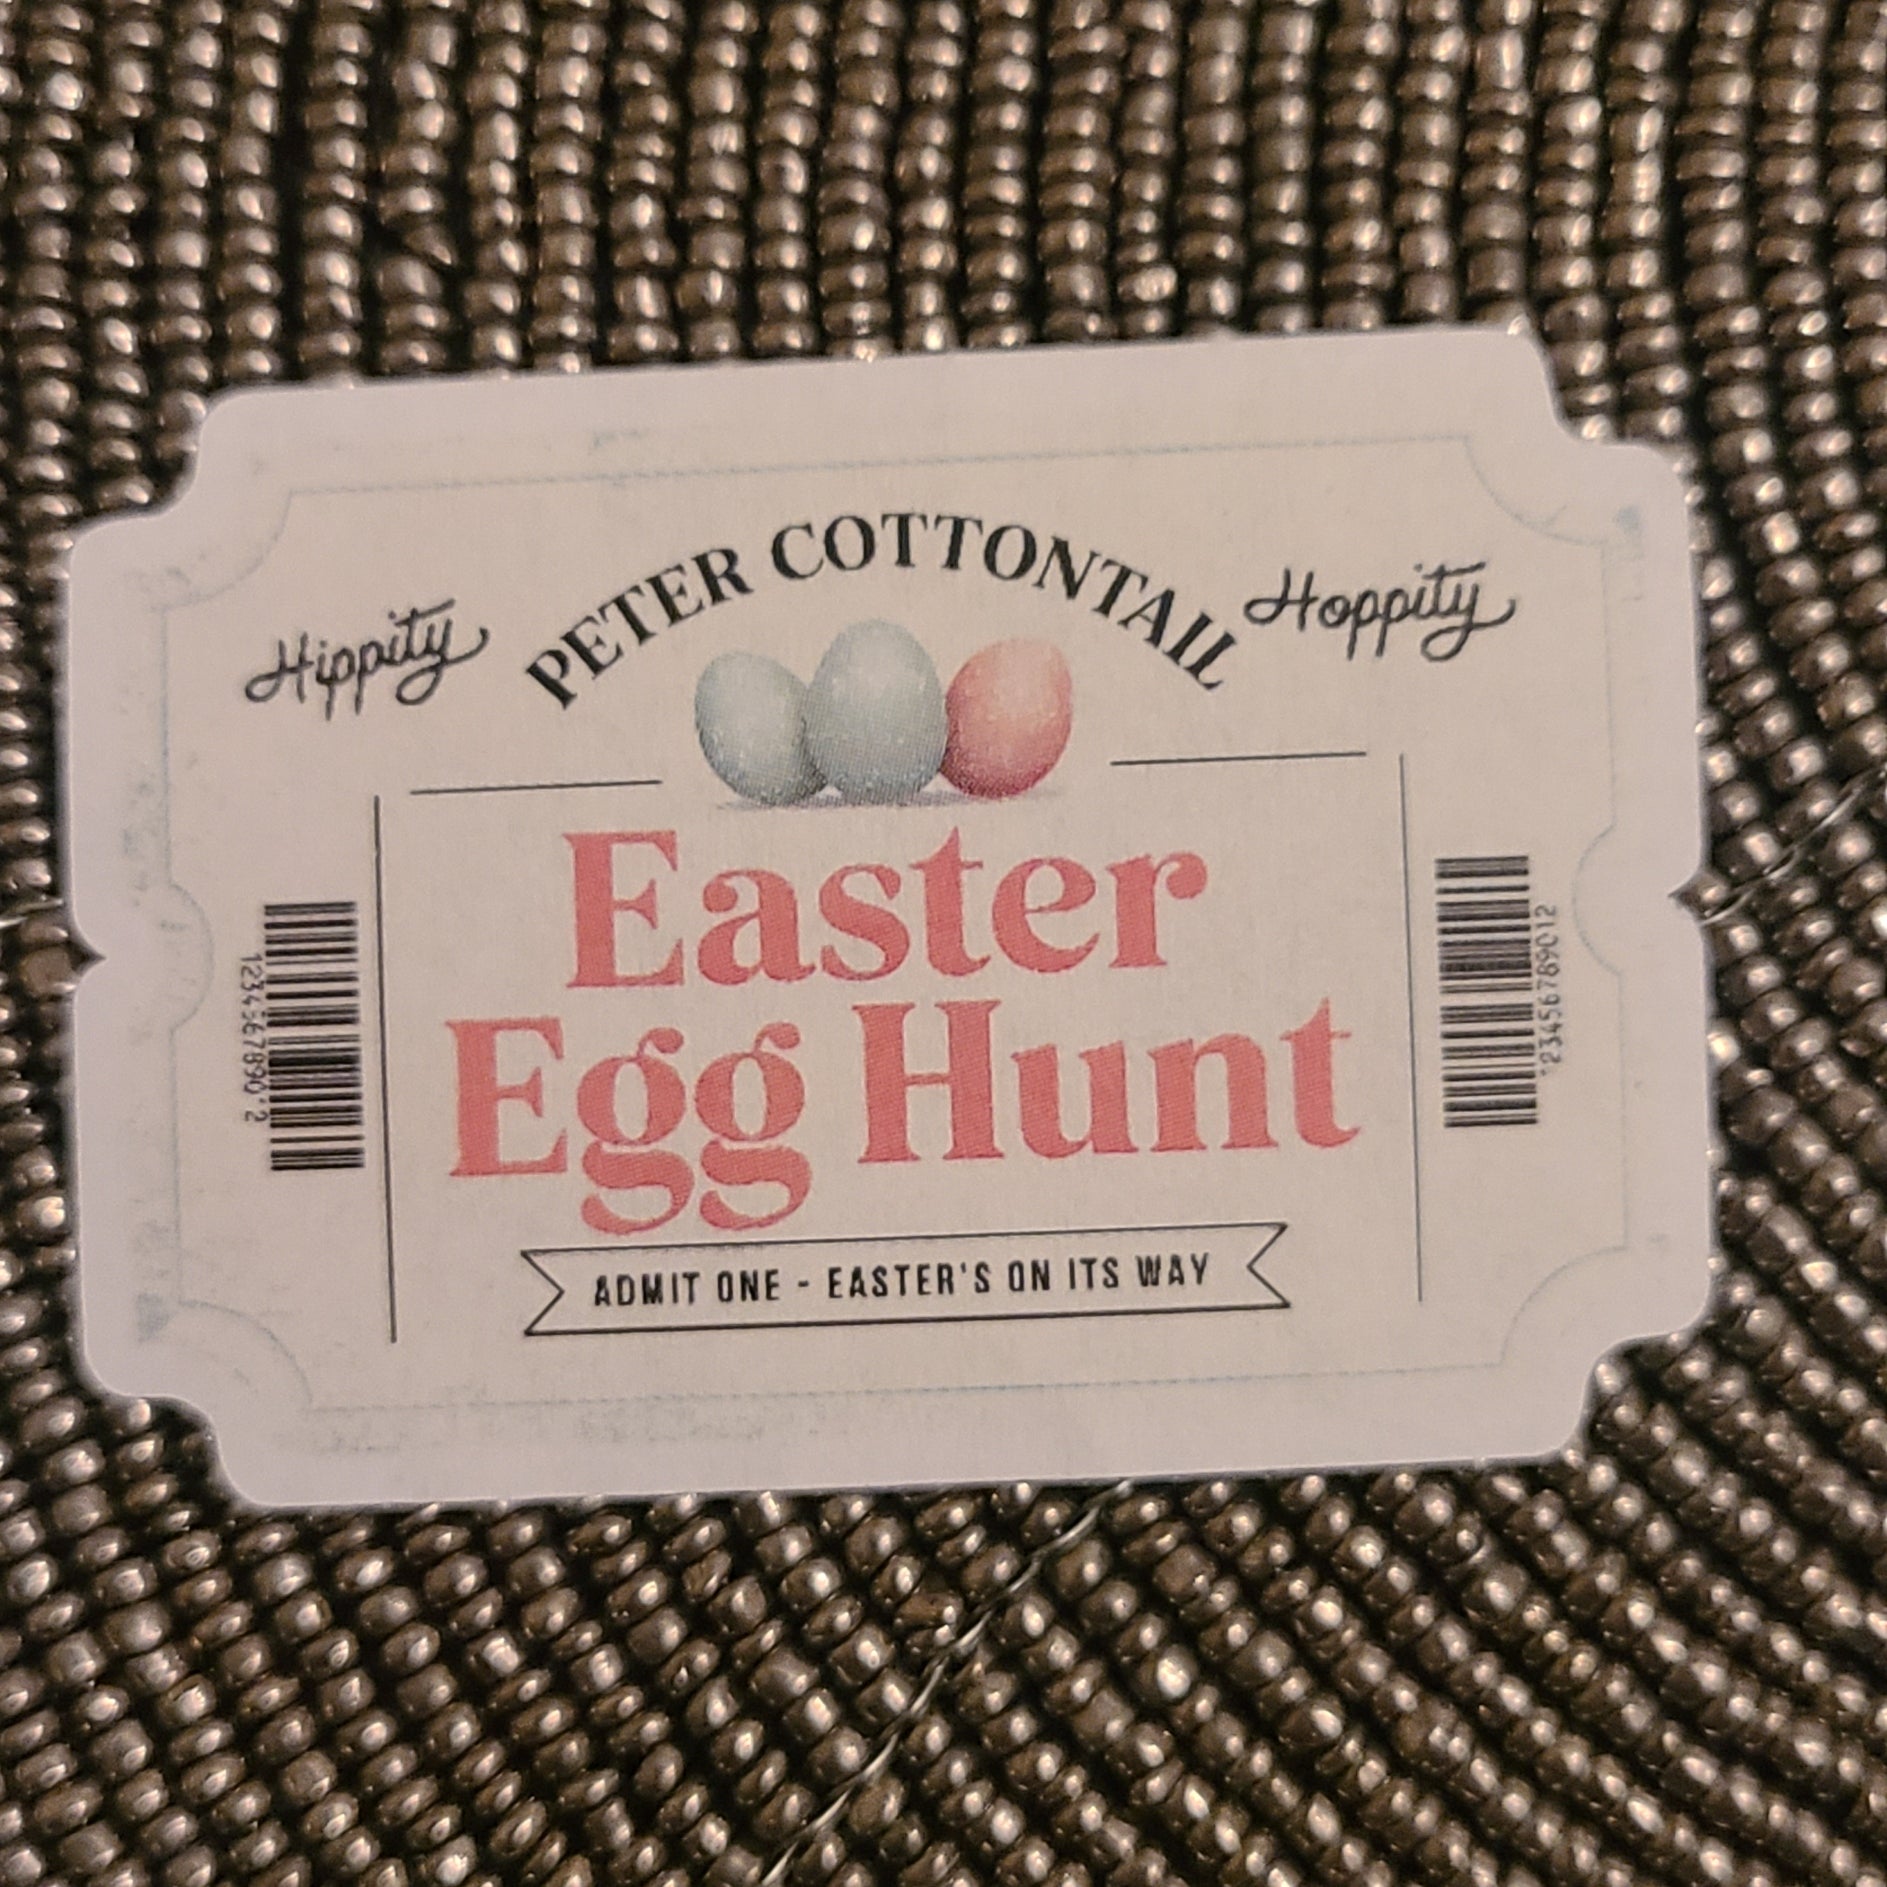 PETER COTTONTAIL
Hippity
Hoppity
Easter
Egg Hunt
ADMIT ONE - EASTER'S ON ITS WAY